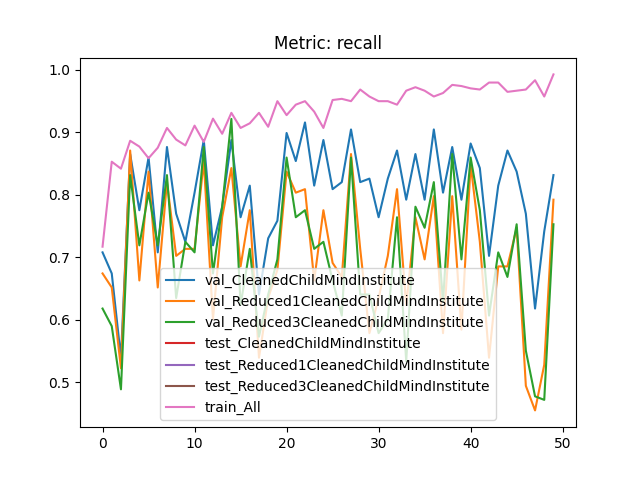 Metric: recall
1.0
0.9
0.8
0.7
0.6
0.5
val_CleanedChildMindInstitute
val_Reduced1CleanedChildMindInstitute
val_Reduced3CleanedChildMindInstitute
test_CleanedChildMindInstitute
test_Reduced1CleanedChildMindInstitute
test_Reduced3CleanedChildMindInstitute
train_All
0 10 20 30 40 50